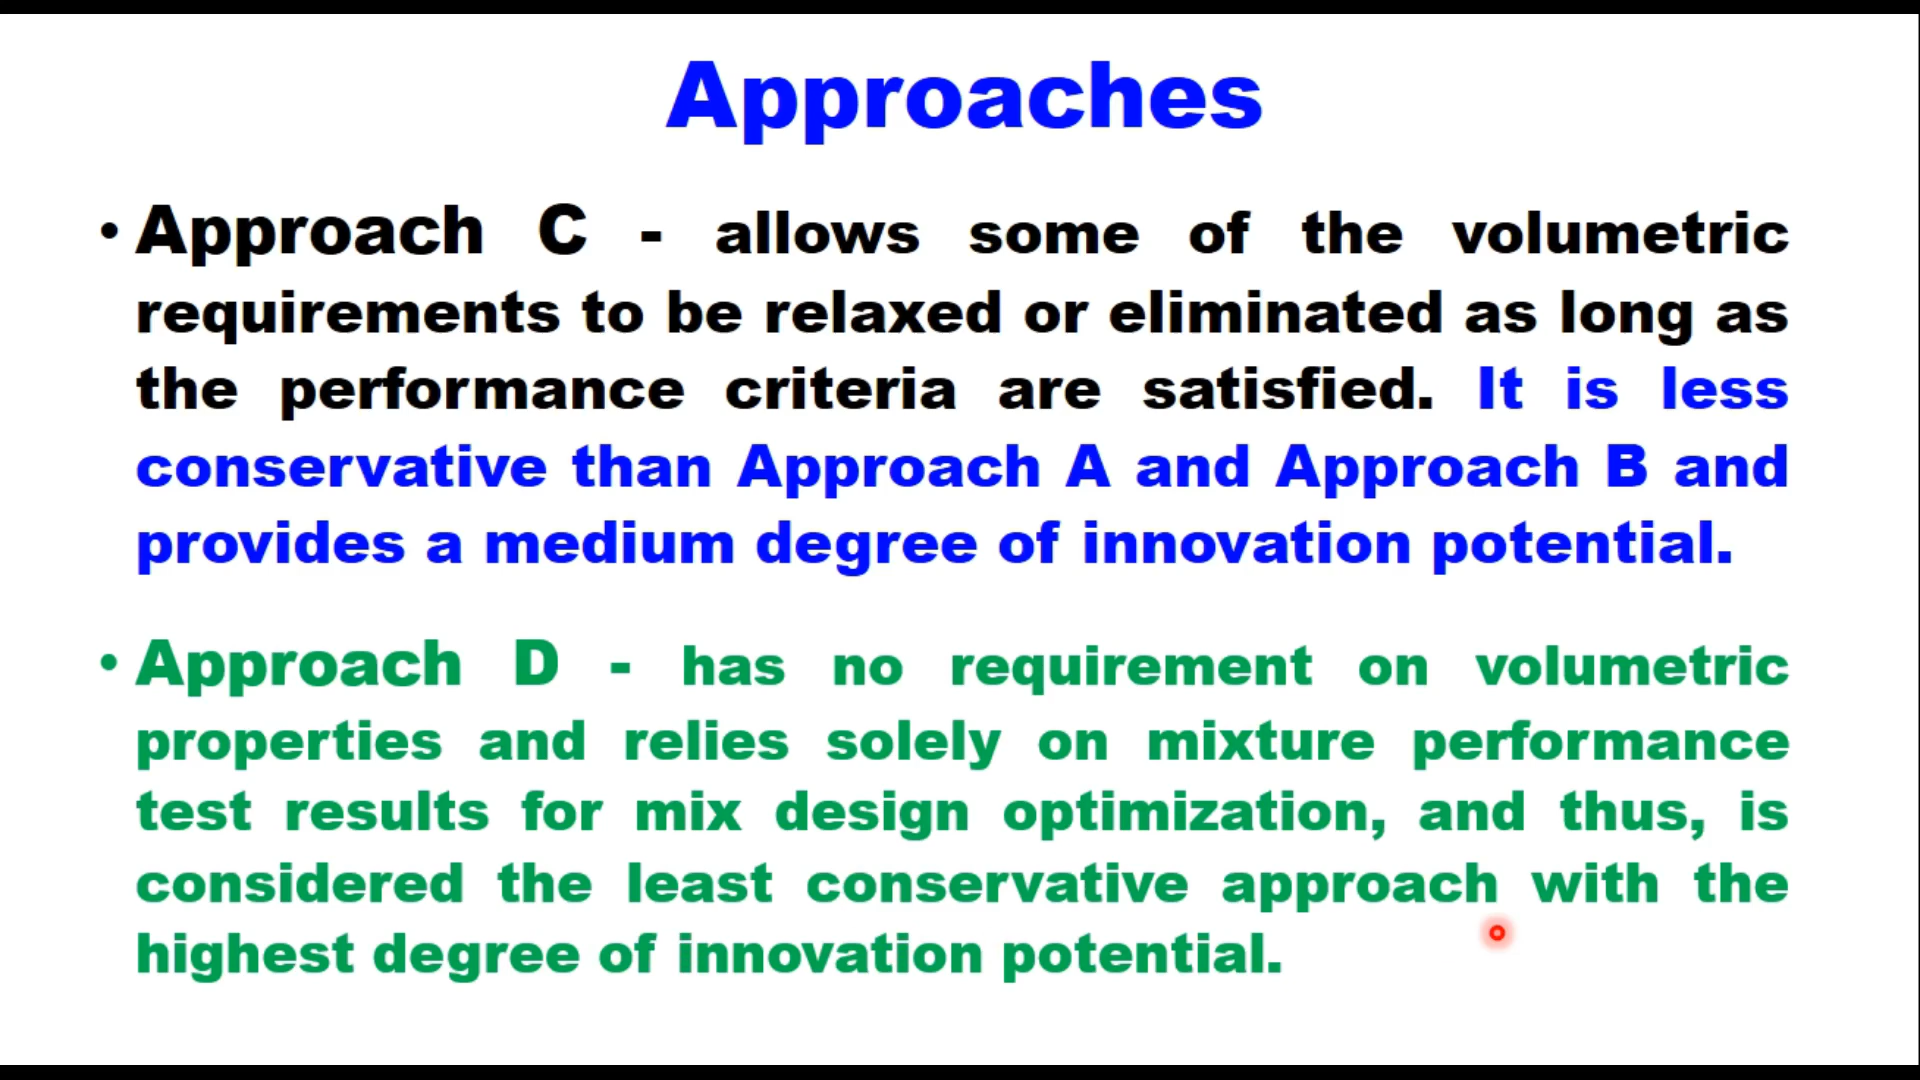 Approaches
• Approach C - allows some of the volumetric
requirements to be relaxed or eliminated as long as
the performance criteria are satisfied. It is less
conservative than Approach A and Approach B and
provides a medium degree of innovation potential.
• Approach D - has no requirement on volumetric
properties and relies solely on mixture performance
test results for mix design optimization, and thus, is
considered the least conservative approach with the
highest degree of innovation potential.